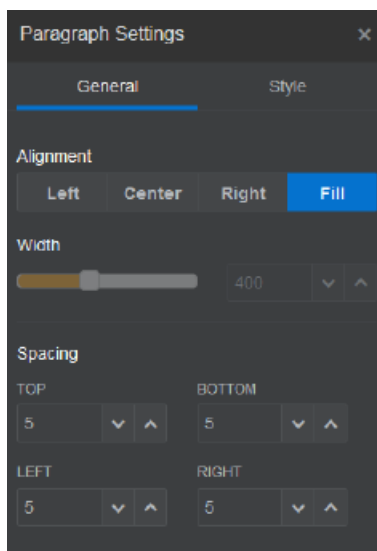 Paragraph Settings ×
General Style
Alignment
Left Center Right Fill
Width
400
Spacing
TOP BOTTOM
5 5
LEFT RIGHT
5 5